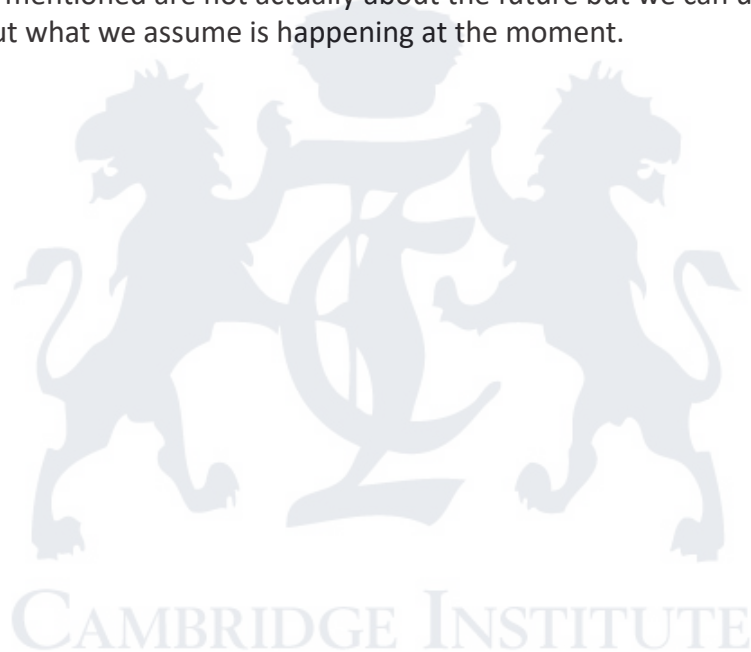 mentioned are not actually about the future but we can u
ut what we assume is happening at the moment.
CAMBRIDGE INSTITUTE